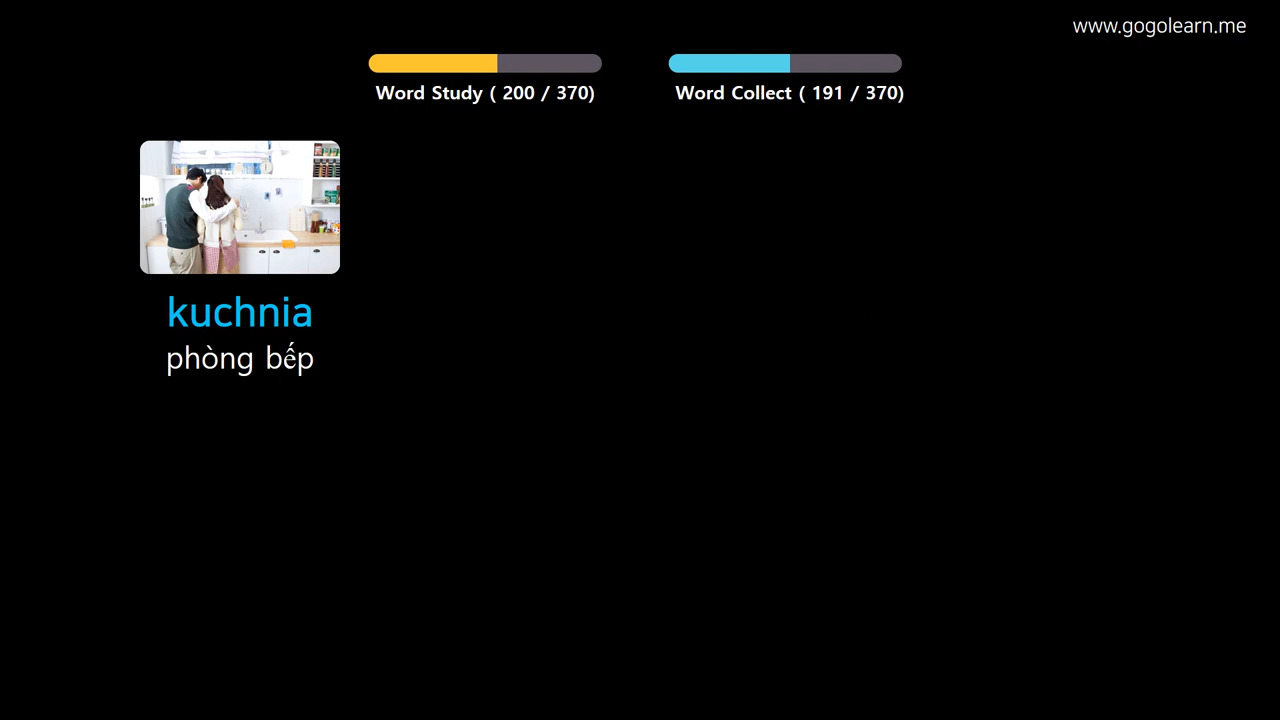 www.gogolearn.me
Word Study ( 200 / 370)
Word Collect ( 191 / 370)
kuchnia
phòng bếp